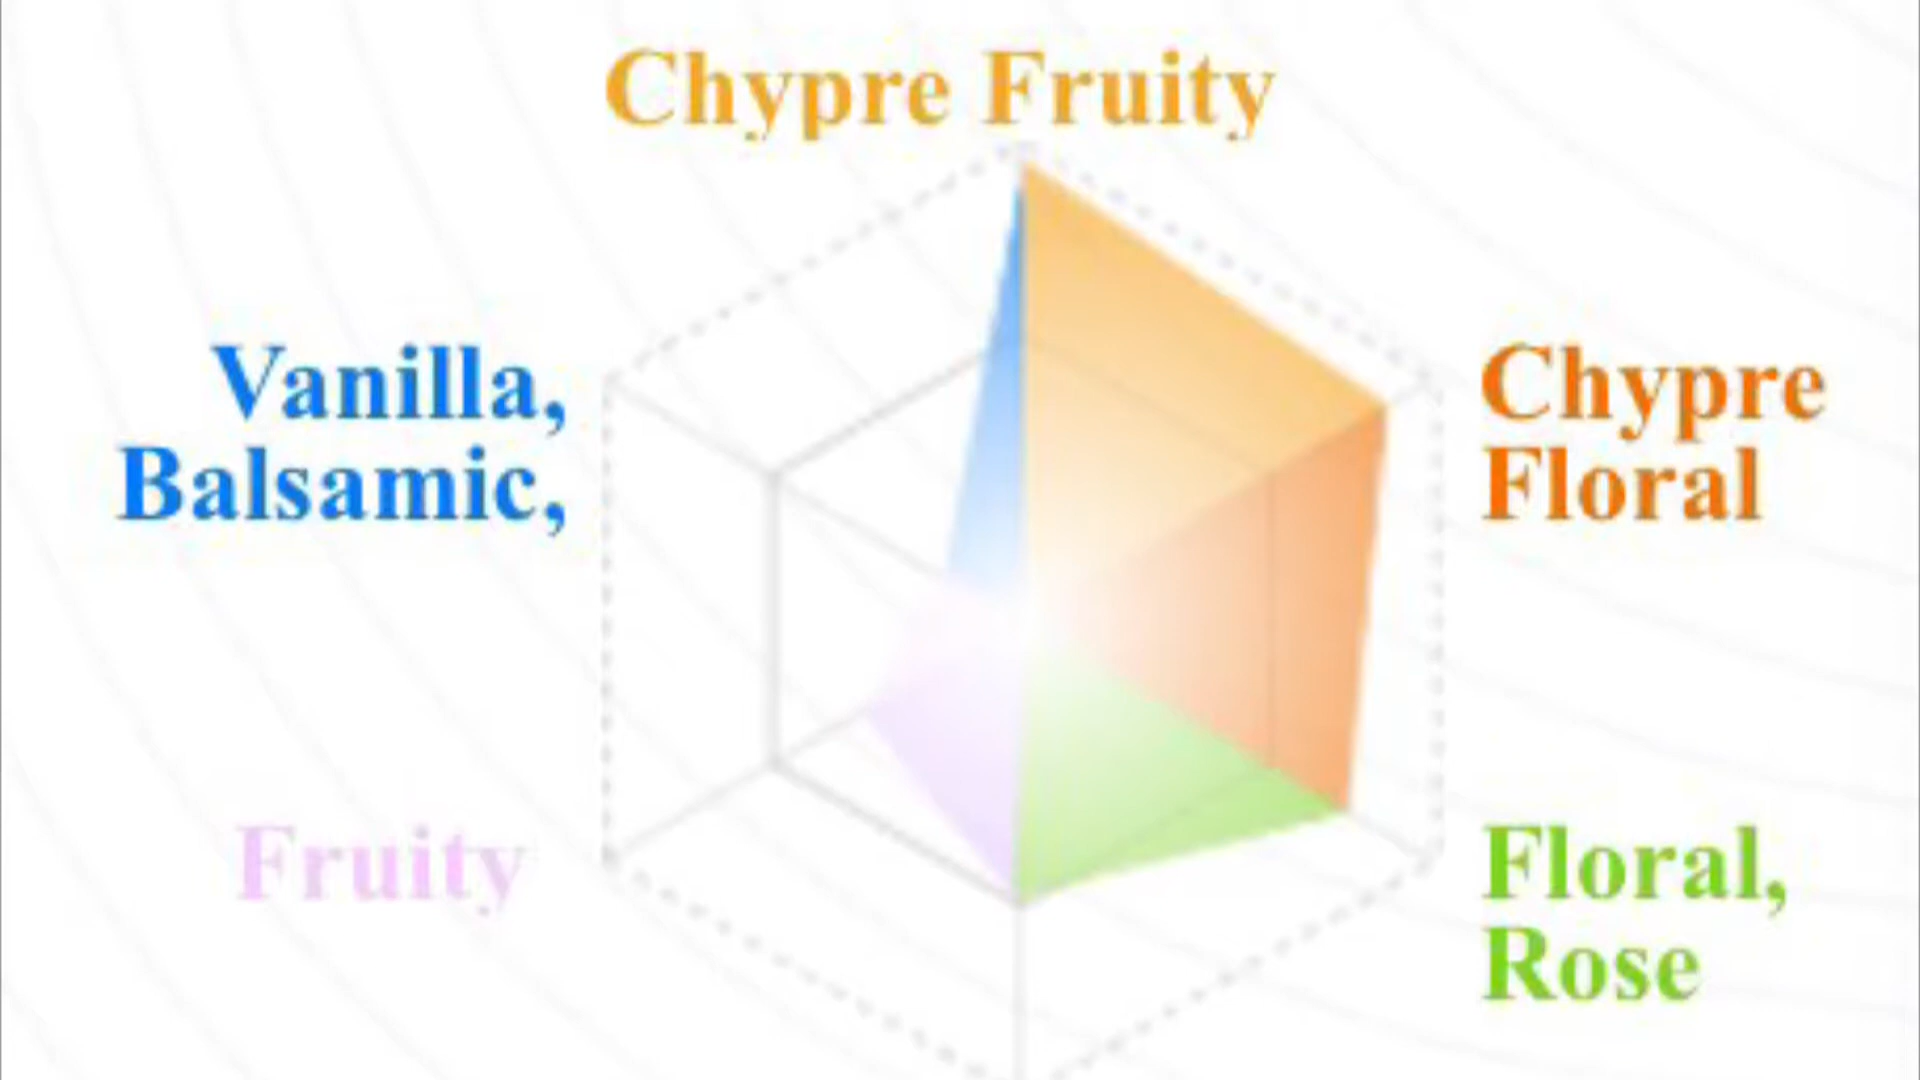 Chypre Fruity
Vanilla,
Balsamic,
Chypre
Floral
Fruity
Floral,
Rose